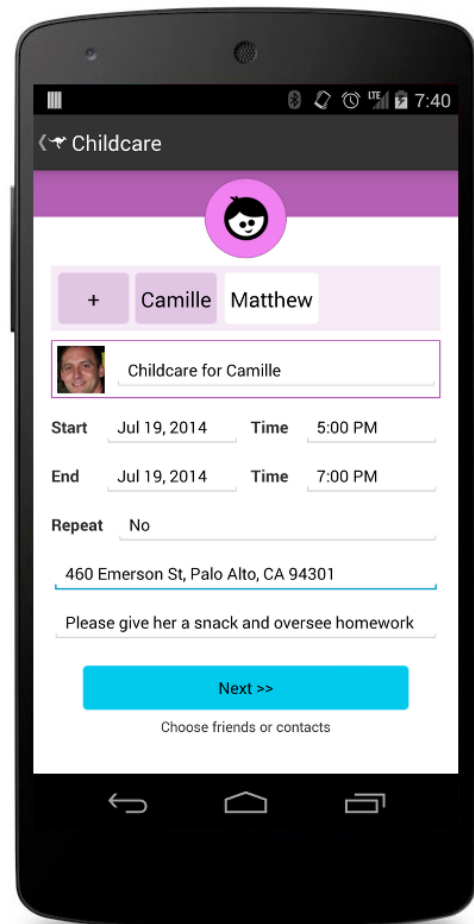 LTE 7:40
Childcare
+ Camille Matthew
Childcare for Camille
Start Jul 19, 2014 Time 5:00 PM
End Jul 19, 2014 Time 7:00 PM
Repeat No
460 Emerson St, Palo Alto, CA 94301
Please give her a snack and oversee homework
Next >>
Choose friends or contacts